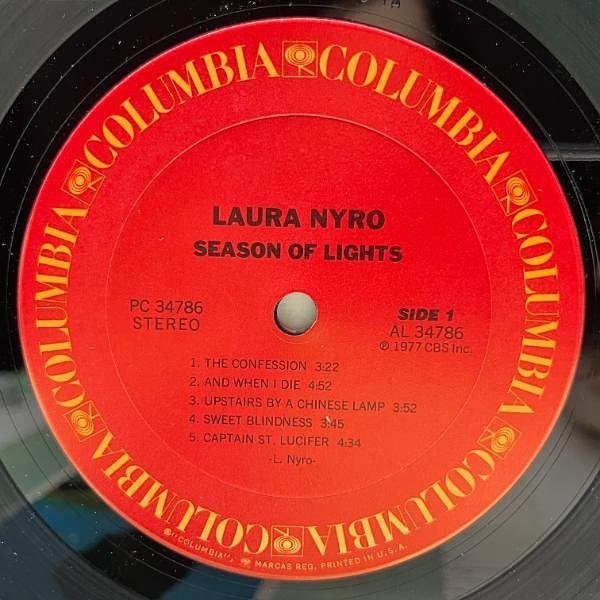 COLUMBIA COLUMBIA COLUMBIA COLUMBIA COLUMBIA COLUMBIA COLUMBIA
LAURA NYRO
SEASON OF LIGHTS
PC 34786
STEREO
SIDE 1
AL 34786
℗ 1977 CBS Inc.
1. THE CONFESSION 3:22
2. AND WHEN I DIE 4:52
3. UPSTAIRS BY A CHINESE LAMP 3:52
4. SWEET BLINDNESS 3:45
5. CAPTAIN ST. LUCIFER 4:34
-L. Nyro-
"COLUMBIA", MARCAS REG. PRINTED IN U.S.A.